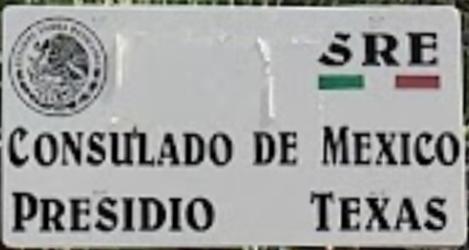 SRE
CONSULADO DE MEXICO
PRESIDIO TEXAS